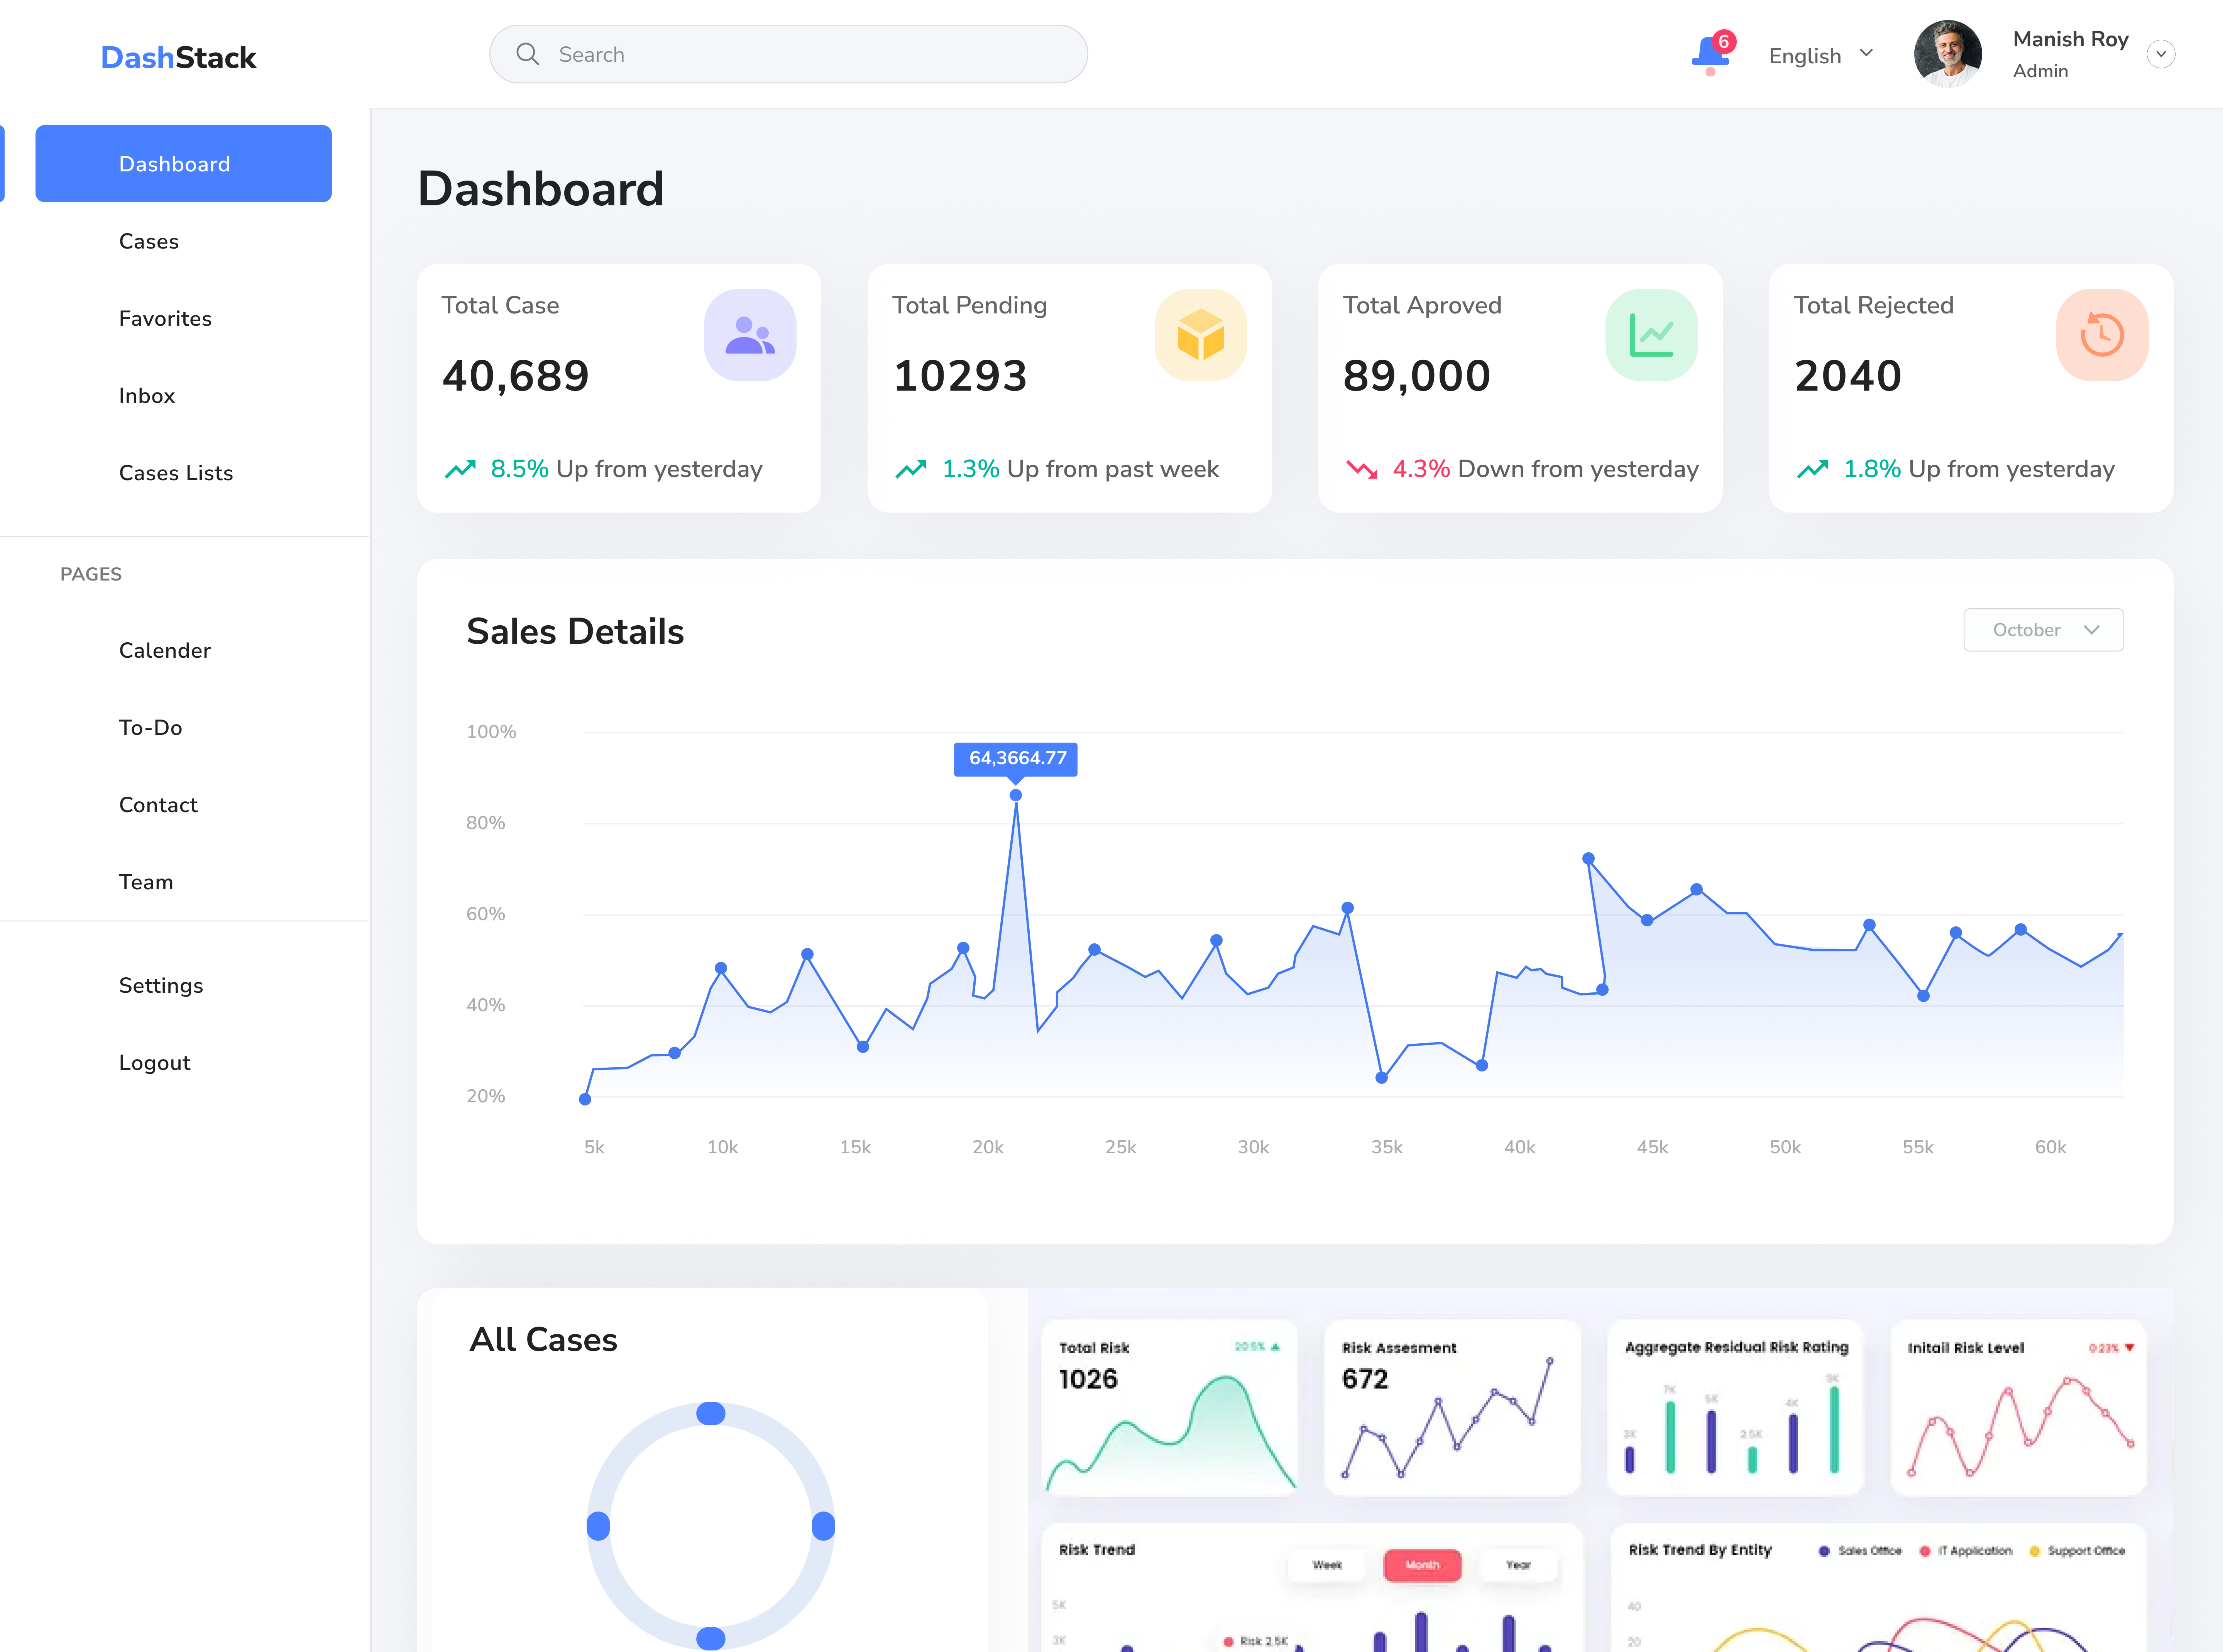 DashStack
Search
6
English
Manish Roy
Admin
Dashboard
Cases
Favorites
Inbox
Cases Lists
PAGES
Calender
To-Do
Contact
Team
Settings
Logout
Dashboard
Total Case
40,689
8.5% Up from yesterday
Total Pending
10293
1.3% Up from past week
Total Aproved
89,000
4.3% Down from yesterday
Total Rejected
2040
1.8% Up from yesterday
Sales Details
October
100%
80%
60%
40%
20%
64,3664.77
5k 10k 15k 20k 25k 30k 35k 40k 45k 50k 55k 60k
All Cases
Total Risk
20.5%
1026
Risk Assesment
672
Aggregate Residual Risk Rating
3K 7K 5K 2.5K 4K 9K
Initail Risk Level
0.23%
Risk Trend
Week Month Year
5K
3K
Risk 2.5K
Risk Trend By Entity
Sales Office IT Application Support Office
40
20